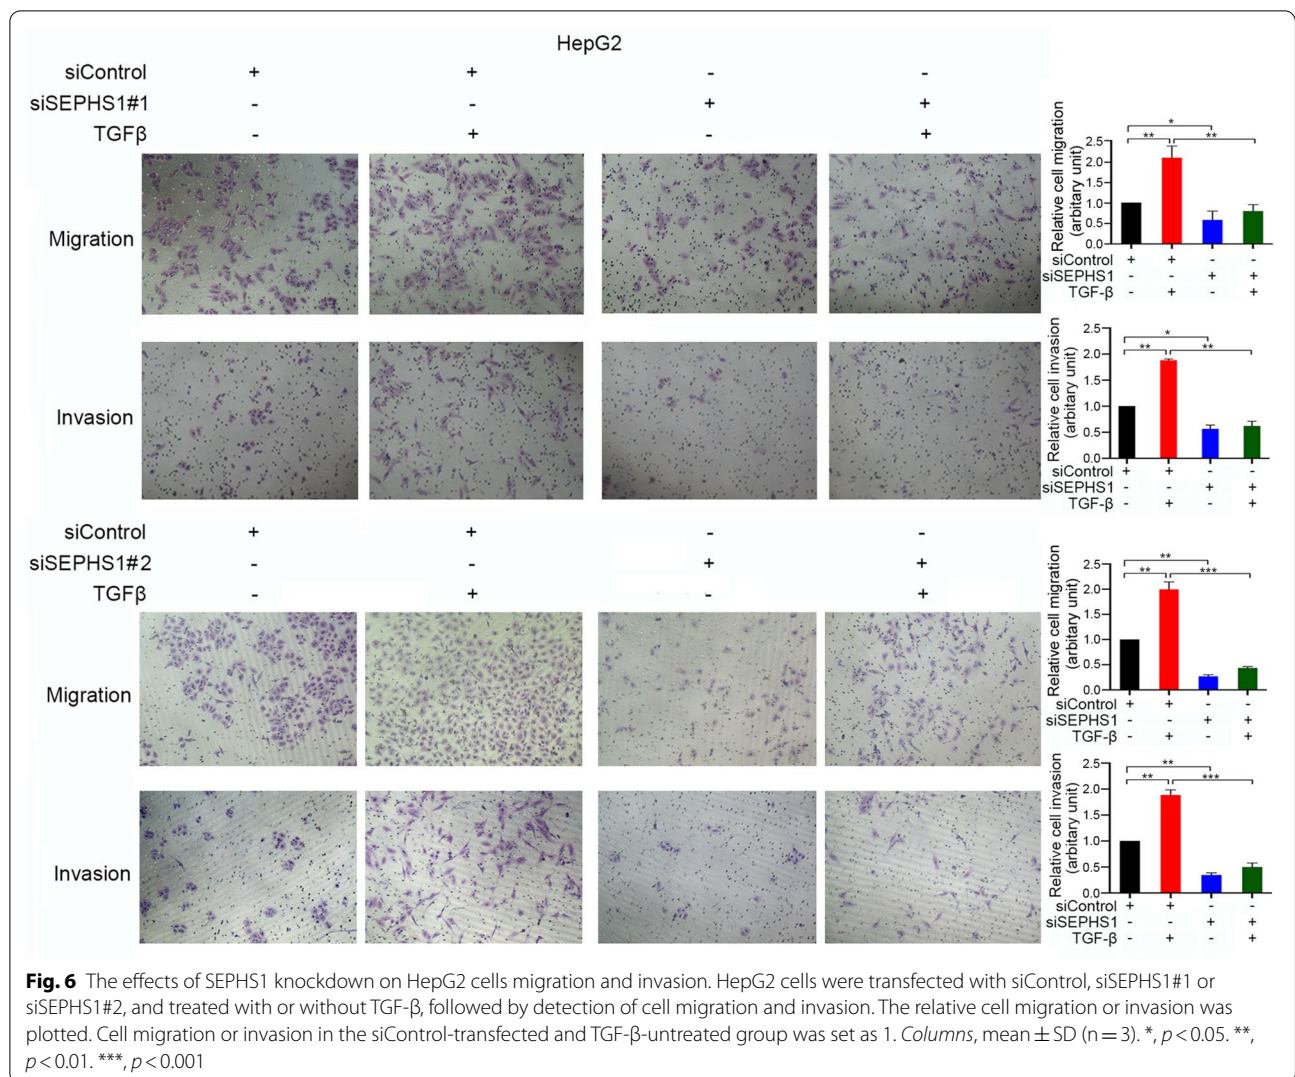 HepG2
siControl + + - -
siSEPHS1#1 - - + +
TGFβ - + - +
Migration
Invasion
Relative cell migration
(arbitary unit)
2.5
2.0
1.5
1.0
0.5
0.0
* ** **
siControl + + - -
siSEPHS1 - - + +
TGF-β - + - +
Relative cell invasion
(arbitary unit)
2.5
2.0
1.5
1.0
0.5
0.0
* ** **
siControl + + - -
siSEPHS1 - - + +
TGF-β - + - +
siControl + + - -
siSEPHS1#2 - - + +
TGFβ - + - +
Migration
Invasion
Relative cell migration
(arbitary unit)
2.5
2.0
1.5
1.0
0.5
0.0
** ** ***
siControl + + - -
siSEPHS1 - - + +
TGF-β - + - +
Relative cell invasion
(arbitary unit)
2.5
2.0
1.5
1.0
0.5
0.0
** ** ***
siControl + + - -
siSEPHS1 - - + +
TGF-β - + - +
Fig. 6 The effects of SEPHS1 knockdown on HepG2 cells migration and invasion. HepG2 cells were transfected with siControl, siSEPHS1#1 or
siSEPHS1#2, and treated with or without TGF-β, followed by detection of cell migration and invasion. The relative cell migration or invasion was
plotted. Cell migration or invasion in the siControl-transfected and TGF-β-untreated group was set as 1. Columns, mean ± SD (n = 3). *, p < 0.05. **,
p < 0.01. ***, p < 0.001